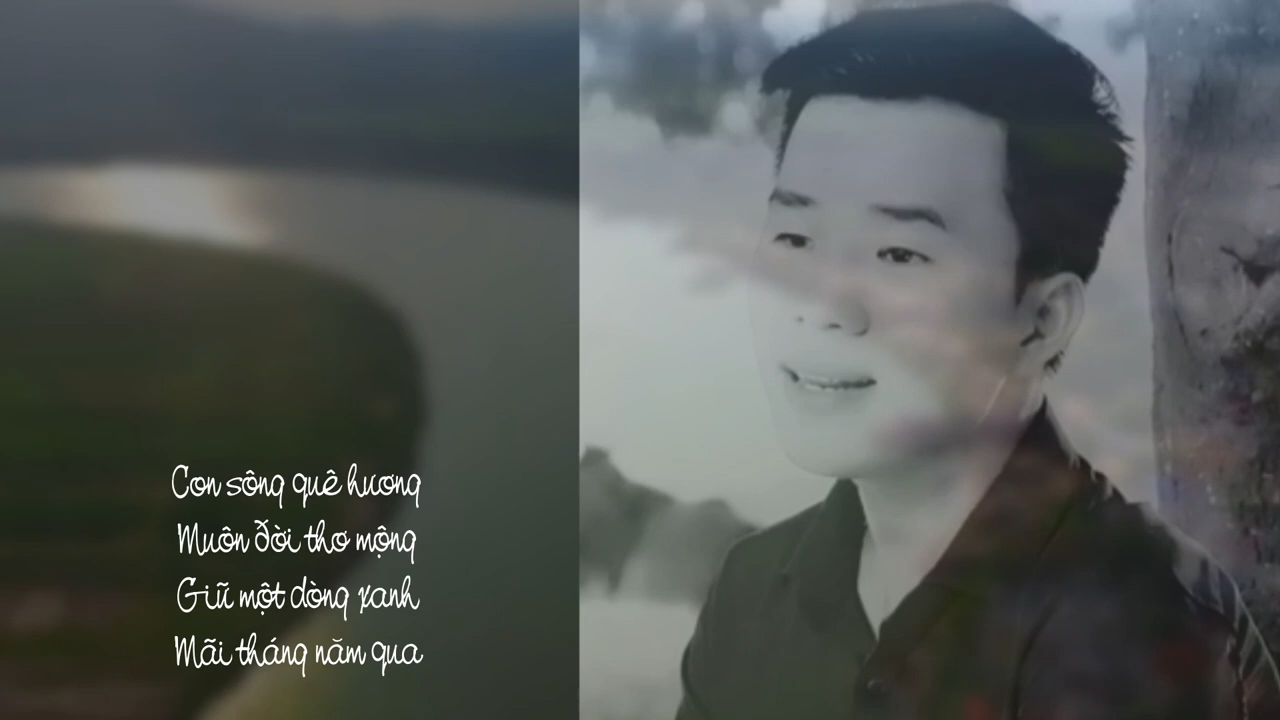 Con sông quê hương
Muôn đời thơ mộng
Giữ một dòng xanh
Mãi tháng năm qua